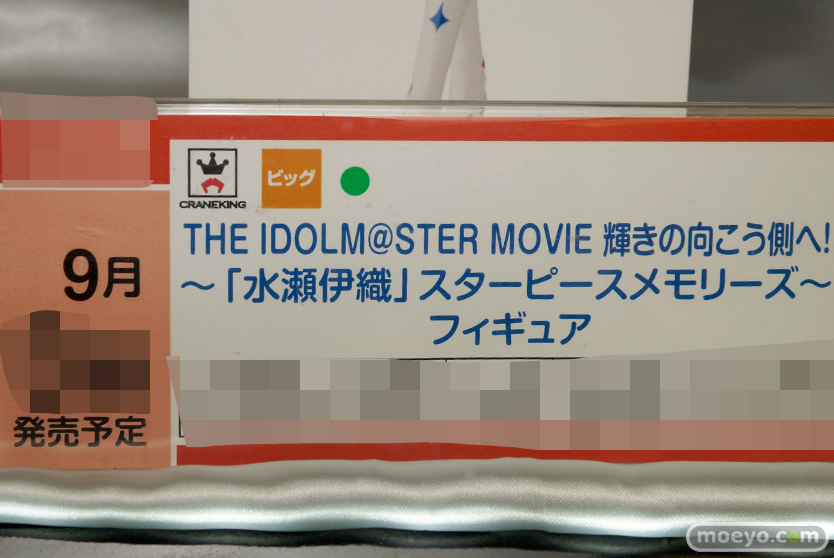 CRANEKING
ビッグ
THE IDOLM@STER MOVIE 輝きの向こう側へ!
～「水瀬伊織」スターピースメモリーズ～
フィギュア
9月
発売予定
moeyo.com